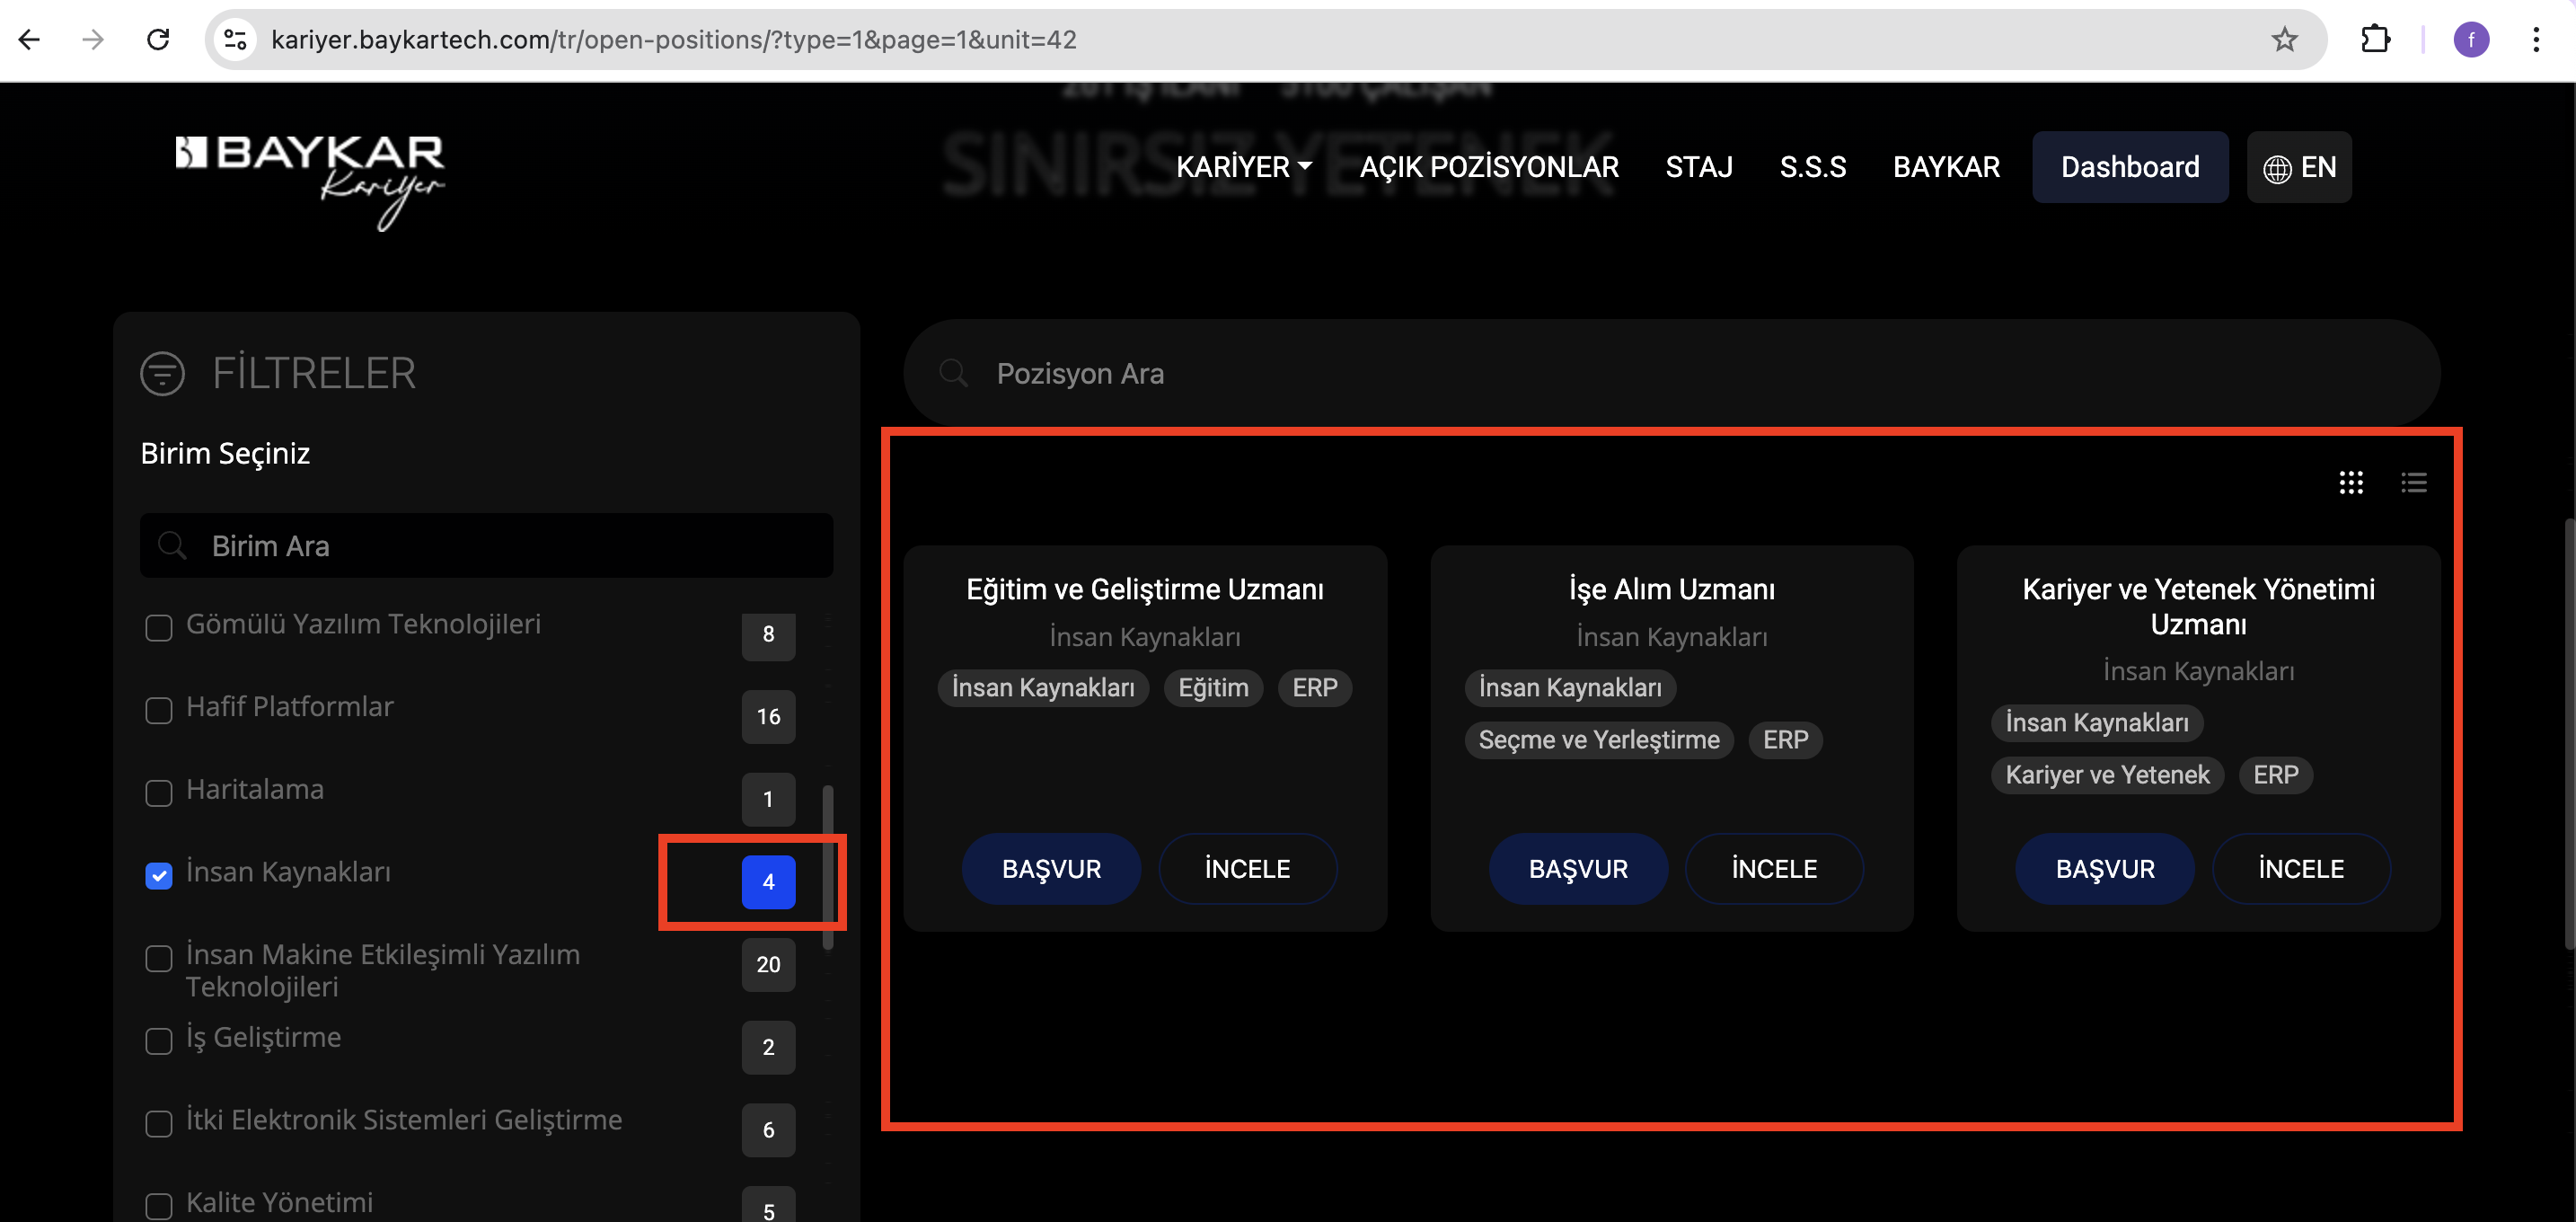 kariyer.baykartech.com/tr/open-positions/?type=1&page=1&unit=42
f
BAYKAR
Kariyer
SINIRSIZ YETENEK
KARİYER
AÇIK POZİSYONLAR
STAJ
S.S.S
BAYKAR
Dashboard
EN
FİLTRELER
Birim Seçiniz
Birim Ara
Gömülü Yazılım Teknolojileri
8
Hafif Platformlar
16
Haritalama
1
İnsan Kaynakları
4
İnsan Makine Etkileşimli Yazılım
Teknolojileri
20
İş Geliştirme
2
İtki Elektronik Sistemleri Geliştirme
6
Kalite Yönetimi
5
Pozisyon Ara
Eğitim ve Geliştirme Uzmanı
İnsan Kaynakları
İnsan Kaynakları Eğitim ERP
BAŞVUR İNCELE
İşe Alım Uzmanı
İnsan Kaynakları
İnsan Kaynakları
Seçme ve Yerleştirme ERP
BAŞVUR İNCELE
Kariyer ve Yetenek Yönetimi
Uzmanı
İnsan Kaynakları
İnsan Kaynakları
Kariyer ve Yetenek ERP
BAŞVUR İNCELE